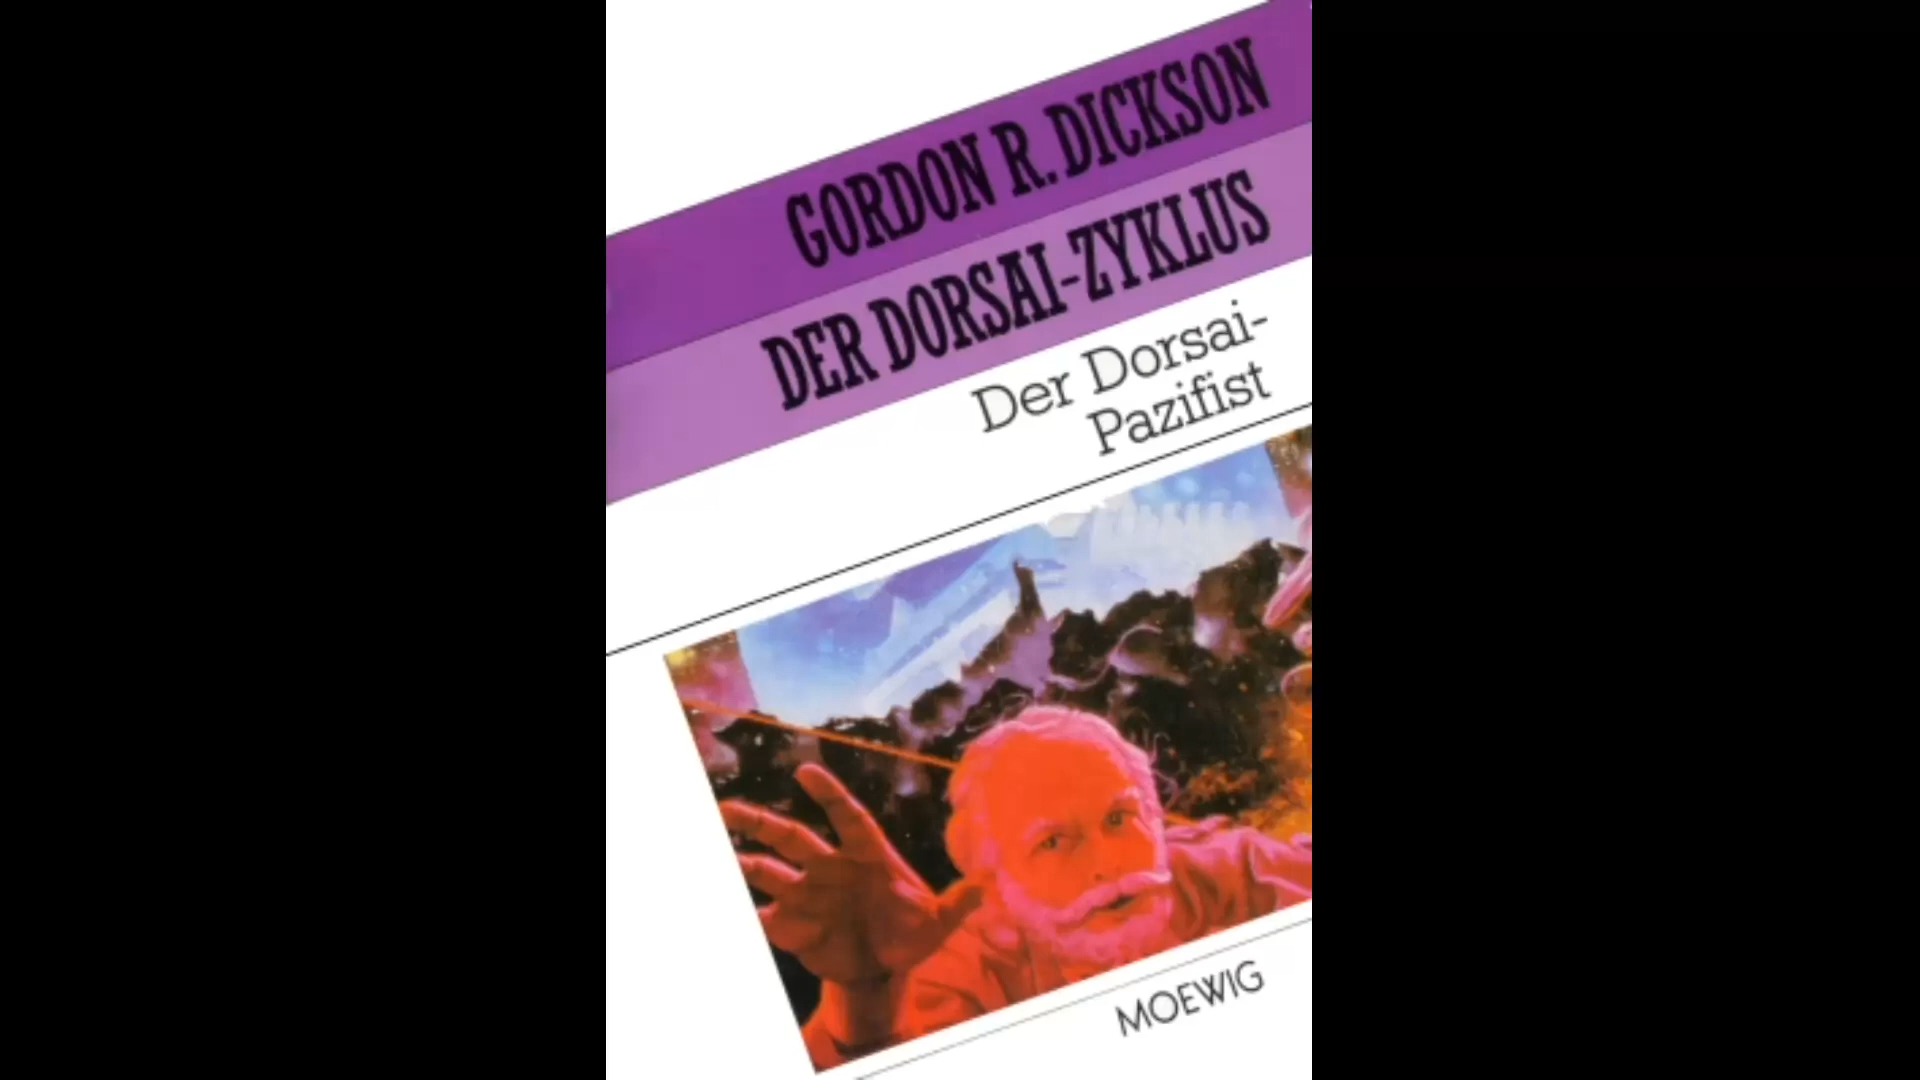 GORDON R. DICKSON
DER DORSAI-ZYKLUS
Der Dorsai-
Pazifist
MOEWIG